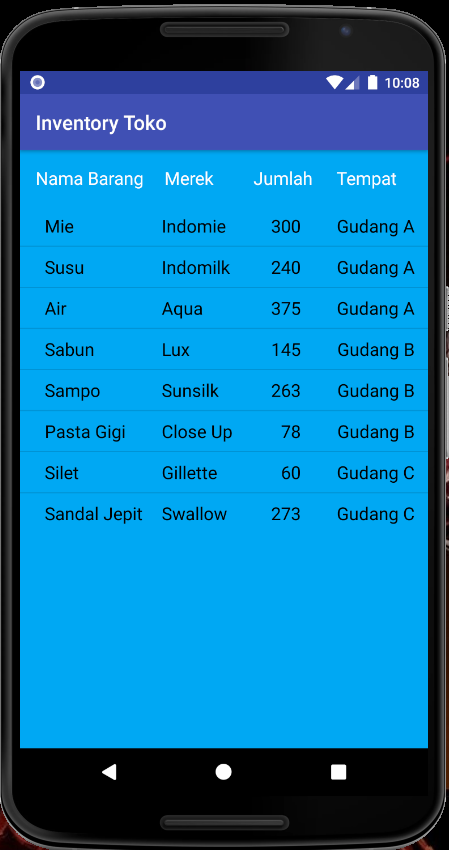 10:08
Inventory Toko
Nama Barang Merek Jumlah Tempat
Mie Indomie 300 Gudang A
Susu Indomilk 240 Gudang A
Air Aqua 375 Gudang A
Sabun Lux 145 Gudang B
Sampo Sunsilk 263 Gudang B
Pasta Gigi Close Up 78 Gudang B
Silet Gillette 60 Gudang C
Sandal Jepit Swallow 273 Gudang C